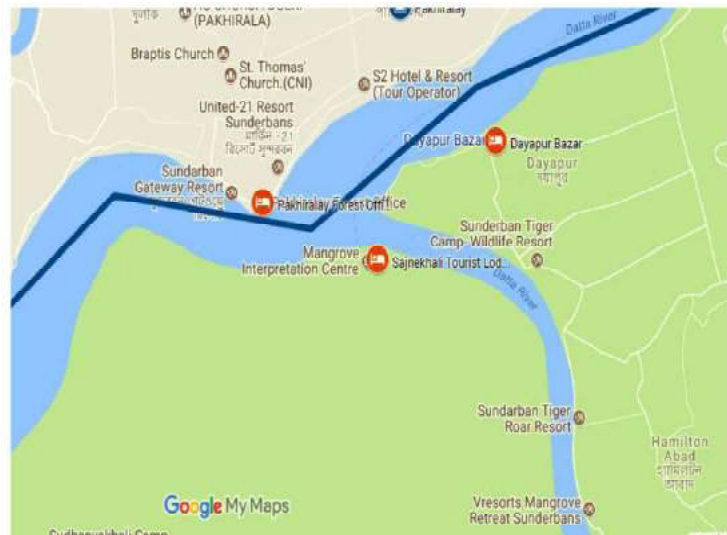 (PAKHIRALA)
Pakhiralay
Datta River
Braptis Church
St. Thomas'
Church.(CNI)
S2 Hotel & Resort
(Tour Operator)
United-21 Resort
Sunderbans
Dayapur Bazar
Dayapur Bazar
Dayapur
দয়াপুর
Sundarban
Gateway Resort
Pakhiralay Forest Offi...
Office
Sunderban Tiger
Camp-Wildlife Resort
Mangrove
Interpretation Centre
Sajnekhali Tourist Lod...
Datta River
Sundarban Tiger
Roar Resort
Hamilton
Abad
হ্যামিলটন
আবাদ
Google My Maps
Vresorts Mangrove
Retreat Sunderbans